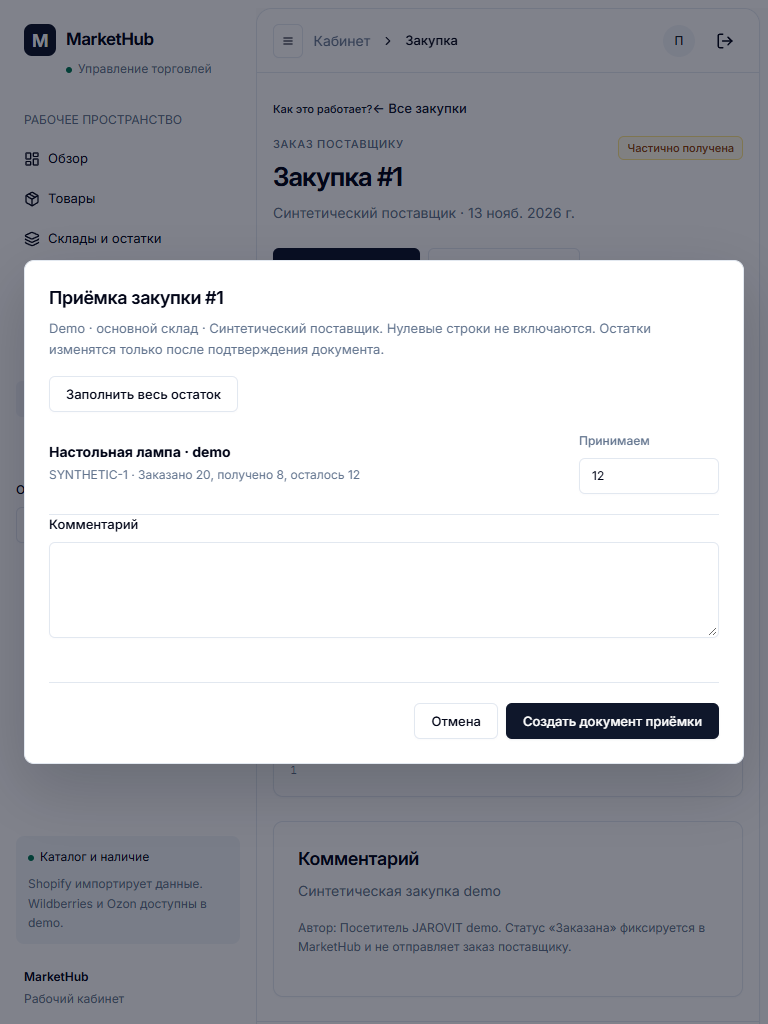 M MarketHub
Управление торговлей
РАБОЧЕЕ ПРОСТРАНСТВО
Обзор
Товары
Склады и остатки
Кабинет
Закупка
П
Как это работает?
← Все закупки
ЗАКАЗ ПОСТАВЩИКУ
Частично получена
Закупка #1
Синтетический поставщик · 13 нояб. 2026 г.
Приёмка закупки #1
Demo · основной склад · Синтетический поставщик. Нулевые строки не включаются. Остатки
изменятся только после подтверждения документа.
Заполнить весь остаток
Настольная лампа · demo
SYNTHETIC-1 · Заказано 20, получено 8, осталось 12
Принимаем
12
Комментарий
Отмена
Создать документ приёмки
1
Комментарий
Синтетическая закупка demo
Автор: Посетитель JAROVIT demo. Статус «Заказана» фиксируется в
MarketHub и не отправляет заказ поставщику.
Каталог и наличие
Shopify импортирует данные.
Wildberries и Ozon доступны в
demo.
MarketHub
Рабочий кабинет